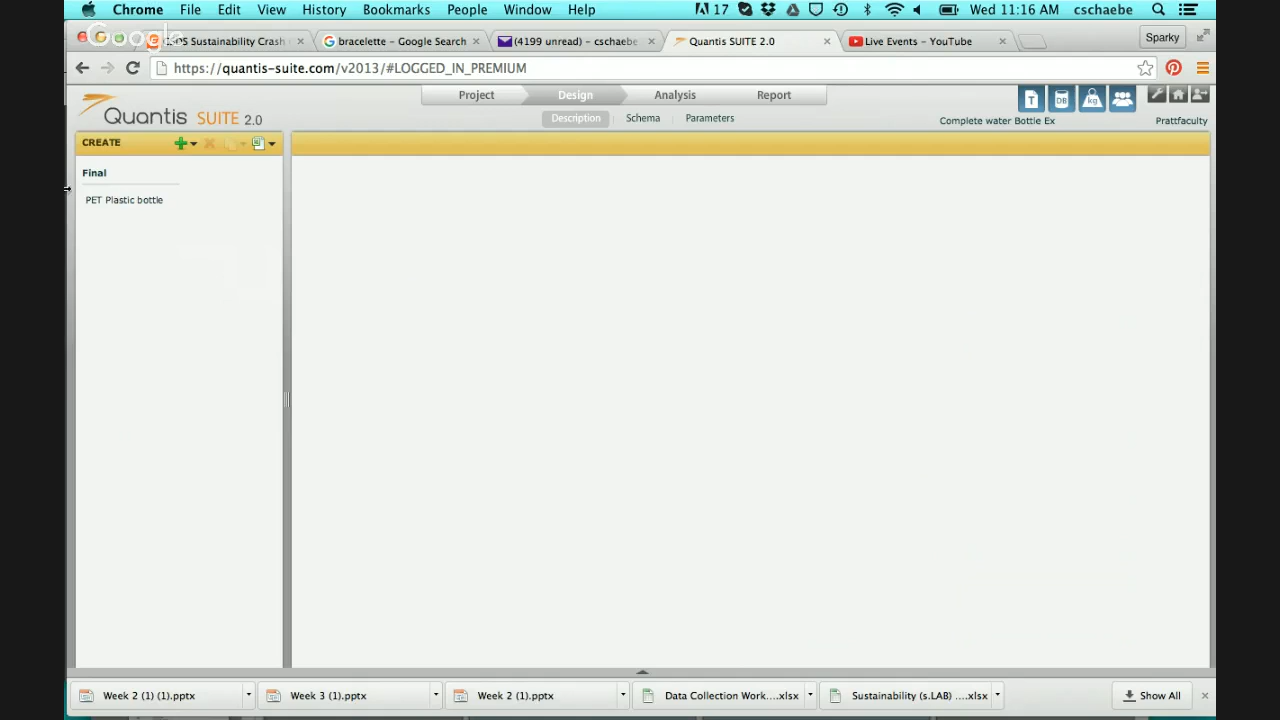 Chrome File Edit View History Bookmarks People Window Help 17 Wed 11:16 AM cschaebe
Google
Sustainability Crash
bracelette – Google Search
(4199 unread) – cschaebe
Quantis SUITE 2.0
Live Events – YouTube
Sparky
https://quantis-suite.com/v2013/#LOGGED_IN_PREMIUM
Quantis SUITE 2.0
Project Design Analysis Report
Description Schema Parameters
T DB kg
Complete water Bottle Ex
Prattfaculty
CREATE
Final
PET Plastic bottle
Week 2 (1) (1).pptx
Week 3 (1).pptx
Week 2 (1).pptx
Data Collection Work....xlsx
Sustainability (s.LAB) ....xlsx
Show All